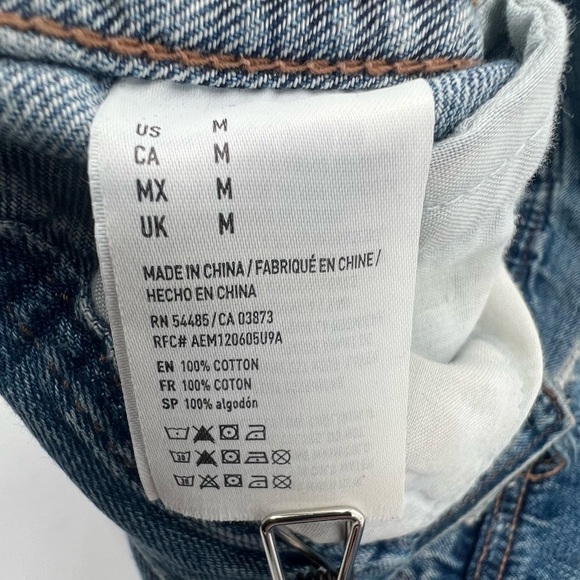 US M
CA M
MX M
UK M
MADE IN CHINA / FABRIQUÉ EN CHINE /
HECHO EN CHINA
RN 54485 / CA 03873
RFC# AEM120605U9A
EN 100% COTTON
FR 100% COTON
SP 100% algodón